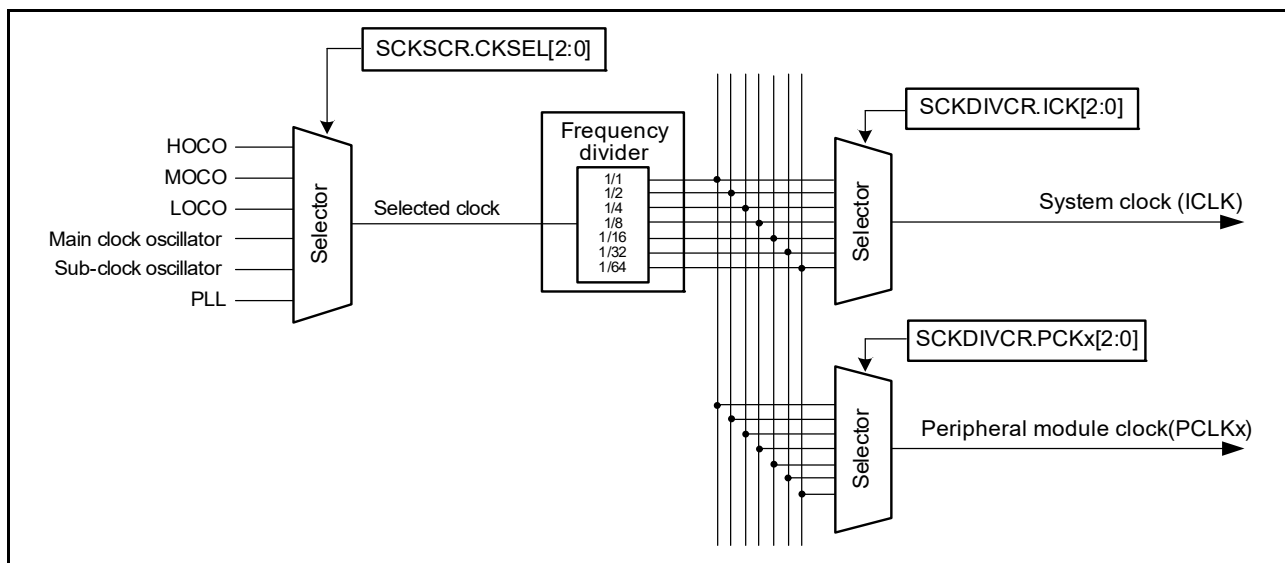 SCKSCR.CKSEL[2:0]
HOCO
MOCO
LOCO
Main clock oscillator
Sub-clock oscillator
PLL
Selector
Selected clock
Frequency
divider
1/1
1/2
1/4
1/8
1/16
1/32
1/64
SCKDIVCR.ICK[2:0]
Selector
System clock (ICLK)
SCKDIVCR.PCKx[2:0]
Selector
Peripheral module clock(PCLKx)